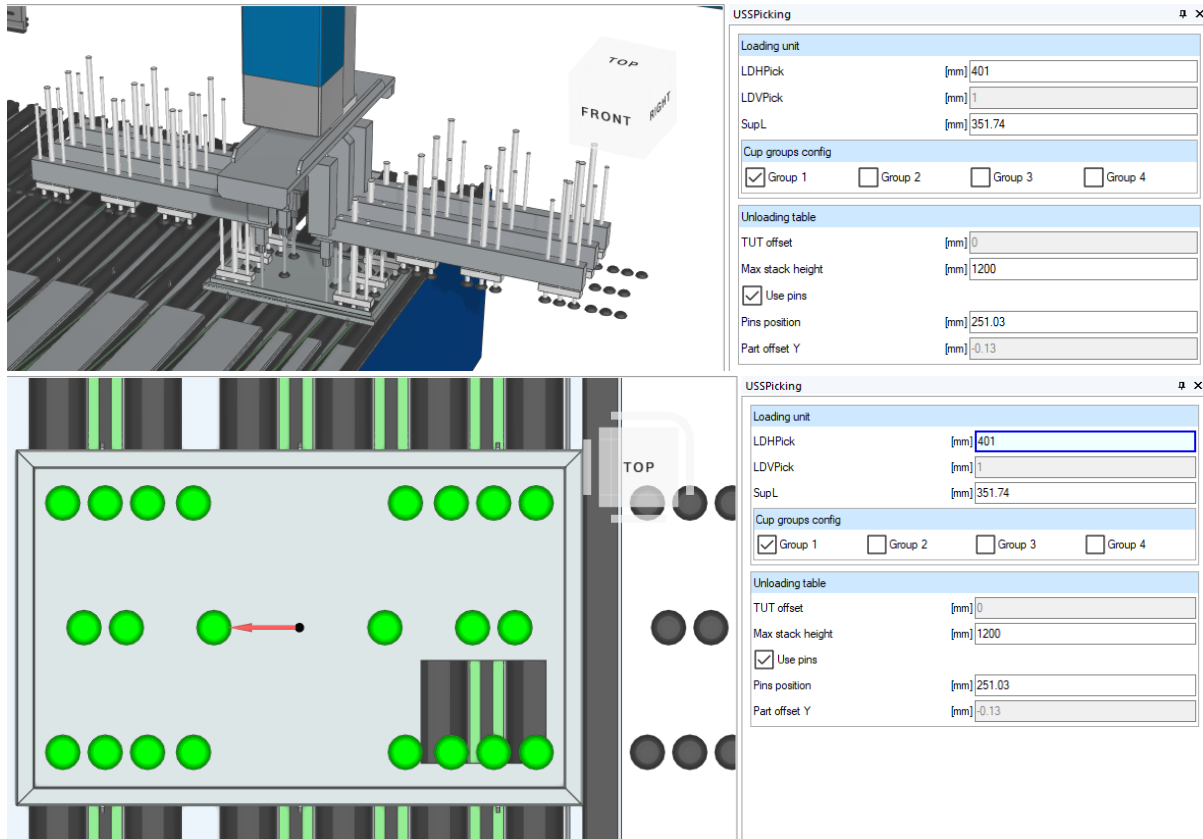 USSPicking
TOP
FRONT
RIGHT
Loading unit
LDHPick [mm] 401
LDVPick [mm] 1
SupL [mm] 351.74
Cup groups config
Group 1 Group 2 Group 3 Group 4
Unloading table
TUT offset [mm] 0
Max stack height [mm] 1200
Use pins
Pins position [mm] 251.03
Part offset Y [mm] -0.13
TOP
USSPicking
Loading unit
LDHPick [mm] 401
LDVPick [mm] 1
SupL [mm] 351.74
Cup groups config
Group 1 Group 2 Group 3 Group 4
Unloading table
TUT offset [mm] 0
Max stack height [mm] 1200
Use pins
Pins position [mm] 251.03
Part offset Y [mm] -0.13